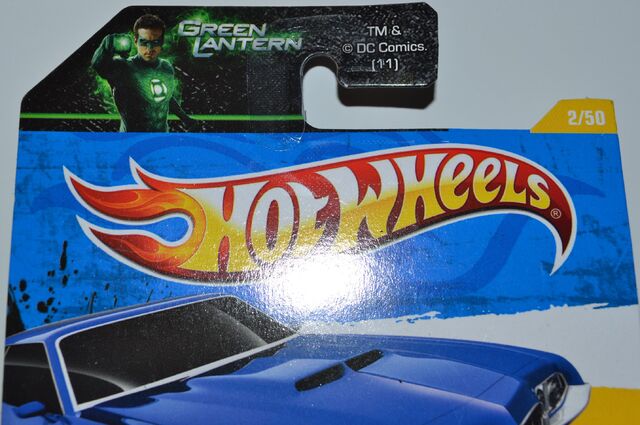 GREEN
LANTERN
TM &
© DC Comics.
(11)
2/50
HOT WHEELS®